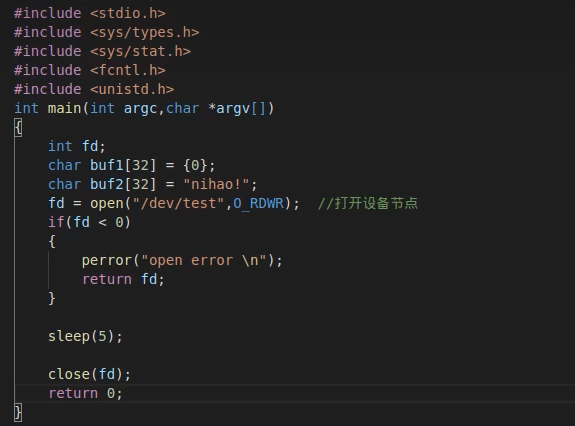 #include <stdio.h>
#include <sys/types.h>
#include <sys/stat.h>
#include <fcntl.h>
#include <unistd.h>
int main(int argc,char *argv[])
{
    int fd;
    char buf1[32] = {0};
    char buf2[32] = "nihao!";
    fd = open("/dev/test",O_RDWR);  //打开设备节点
    if(fd < 0)
    {
        perror("open error \n");
        return fd;
    }

    sleep(5);

    close(fd);
    return 0;
}